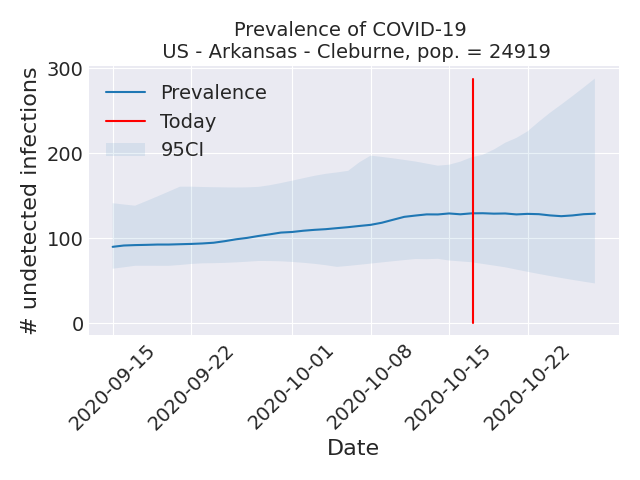 Prevalence of COVID-19
US - Arkansas - Cleburne, pop. = 24919
# undetected infections
300
200
100
0
Prevalence
Today
95CI
2020-09-15
2020-09-22
2020-10-01
2020-10-08
2020-10-15
2020-10-22
Date